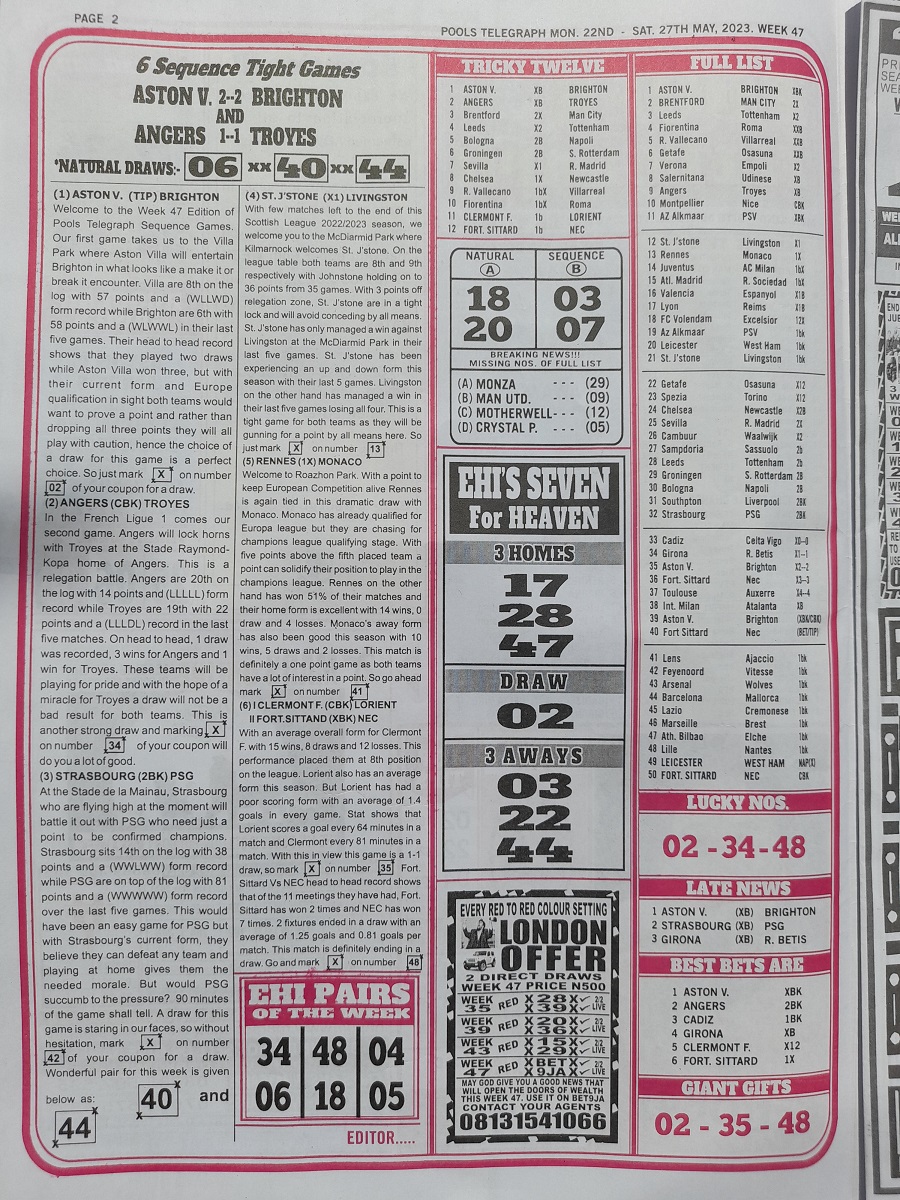 PAGE 2
POOLS TELEGRAPH MON. 22ND - SAT. 27TH MAY, 2023. WEEK 47
6 Sequence Tight Games
ASTON V. 2--2 BRIGHTON
AND
ANGERS 1--1 TROYES
*NATURAL DRAWS:- 06 xx 40 xx 44
(1) ASTON V. (TIP) BRIGHTON
Welcome to the Week 47 Edition of
Pools Telegraph Sequence Games.
Our first game takes us to the Villa
Park where Aston Villa will entertain
Brighton in what looks like a make it or
break it encounter. Villa are 8th on the
log with 57 points and a (WLLWD)
form record while Brighton are 6th with
58 points and a (WLWWL) in their last
five games. Their head to head record
shows that they played two draws
while Aston Villa won three, but with
their current form and Europe
qualification in sight both teams would
want to prove a point and rather than
dropping all three points they will all
play with caution, hence the choice of
a draw for this game is a perfect
choice. So just mark X on number
02 of your coupon for a draw.
(2) ANGERS (CBK) TROYES
In the French Ligue 1 comes our
second game. Angers will lock horns
with Troyes at the Stade Raymond-
Kopa home of Angers. This is a
relegation battle. Angers are 20th on
the log with 14 points and (LLLLL) form
record while Troyes are 19th with 22
points and a (LLLDL) record in the last
five matches. On head to head, 1 draw
was recorded, 3 wins for Angers and 1
win for Troyes. These teams will be
playing for pride and with the hope of a
miracle for Troyes a draw will not be a
bad result for both teams. This is
another strong draw and marking X
on number 34 of your coupon will
do you a lot of good.
(3) STRASBOURG (2BK) PSG
At the Stade de la Mainau, Strasbourg
who are flying high at the moment will
battle it out with PSG who need just a
point to be confirmed champions.
Strasbourg sits 14th on the log with 38
points and a (WWLWW) form record
while PSG are on top of the log with 81
points and a (WWWWW) form record
over the last five games. This would
have been an easy game for PSG but
with Strasbourg's current form, they
believe they can defeat any team and
playing at home gives them the
needed morale. But would PSG
succumb to the pressure? 90 minutes
of the game shall tell. A draw for this
game is staring in our faces, so without
hesitation, mark X on number
42 of your coupon for a draw.
Wonderful pair for this week is given
below as: 40 and
44
(4) ST. J'STONE (X1) LIVINGSTON
With few matches left to the end of this
Scottish League 2022/2023 season, we
welcome you to the McDiarmid Park where
Kilmarnock welcomes St. J'stone. On the
league table both teams are 8th and 9th
respectively with Johnstone holding on to
36 points from 35 games. With 3 points off
relegation zone, St. J'stone are in a tight
lock and will avoid conceding by all means.
St. J'stone has only managed a win against
Livingston at the McDiarmid Park in their
last five games. St. J'stone has been
experiencing an up and down form this
season with their last 5 games. Livingston
on the other hand has managed a win in
their last five games losing all four. This is a
tight game for both teams as they will be
gunning for a point by all means here. So
just mark X on number 13
(5) RENNES (1X) MONACO
Welcome to Roazhon Park. With a point to
keep European Competition alive Rennes
is again tied in this dramatic draw with
Monaco. Monaco has already qualified for
Europa league but they are chasing for
champions league qualifying stage. With
five points above the fifth placed team a
point can solidify their position to play in the
champions league. Rennes on the other
hand has won 51% of their matches and
their home form is excellent with 14 wins, 0
draw and 4 losses. Monaco's away form
has also been good this season with 10
wins, 5 draws and 2 losses. This match is
definitely a one point game as both teams
have a lot of interest in a point. So go ahead
mark X on number 41
(6) I CLERMONT F. (CBK) LORIENT
II FORT.SITTAND (XBK) NEC
With an average overall form for Clermont
F. with 15 wins, 8 draws and 12 losses. This
performance placed them at 8th position
on the league. Lorient also has an average
form this season. But Lorient has had a
poor scoring form with an average of 1.4
goals in every game. Stat shows that
Lorient scores a goal every 64 minutes in a
match and Clermont every 81 minutes in a
match. With this in view this game is a 1-1
draw, so mark X on number 35 Fort.
Sittard Vs NEC head to head record shows
that of the 11 meetings they have had, Fort.
Sittard has won 2 times and NEC has won
7 times. 2 fixtures ended in a draw with an
average of 1.25 goals and 0.81 goals per
match. This match is definitely ending in a
draw. Go and mark X on number 48
EHI PAIRS
OF THE WEEK
34 48 04
06 18 05
EDITOR.....
TRICKY TWELVE
1 ASTON V. XB BRIGHTON
2 ANGERS XB TROYES
3 Brentford 2X Man City
4 Leeds X2 Tottenham
5 Bologna 2B Napoli
6 Groningen 2B S. Rotterdam
7 Sevilla X1 R. Madrid
8 Chelsea 1X Newcastle
9 R. Vallecano 1bX Villarreal
10 Fiorentina 1bX Roma
11 CLERMONT F. 1b LORIENT
12 FORT. SITTARD 1b NEC
NATURAL SEQUENCE
A B
18 03
20 07
BREAKING NEWS!!!
MISSING NOS. OF FULL LIST
(A) MONZA - - - (29)
(B) MAN UTD. - - - (09)
(C) MOTHERWELL- - - (12)
(D) CRYSTAL P. - - - (05)
EHI'S SEVEN
For HEAVEN
3 HOMES
17
28
47
DRAW
02
3 AWAYS
03
22
44
EVERY RED TO RED COLOUR SETTING
LONDON
OFFER
2 DIRECT DRAWS
WEEK 47 PRICE N500
WEEK 35 RED X28X X39X 2/2 LIVE
WEEK 39 RED X20X X36X 2/2 LIVE
WEEK 43 RED X15X X29X 2/2 LIVE
WEEK 47 RED XBETX X9JAX 2/2 LIVE
MAY GOD GIVE YOU A GOOD NEWS THAT
WILL OPEN THE DOORS OF WEALTH
THIS WEEK 47. USE IT ON BET9JA
CONTACT YOUR AGENTS
08131541066
FULL LIST
1 ASTON V. BRIGHTON XBK
2 BRENTFORD MAN CITY 2X
3 Leeds Tottenham X2
4 Fiorentina Roma XXB
5 R. Vallecano Villarreal XXB
6 Getafe Osasuna XXB
7 Verona Empoli X2
8 Salernitana Udinese XB
9 Angers Troyes XB
10 Montpellier Nice CBK
11 AZ Alkmaar PSV XBK
12 St. J'stone Livingston X1
13 Rennes Monaco 1X
14 Juventus AC Milan 1bX
15 Atl. Madrid R. Sociedad 1bX
16 Valencia Espanyol X1B
17 Lyon Reims X1B
18 FC Volendam Excelsior 12X
19 Az Alkmaar PSV 1bk
20 Leicester West Ham 1bk
21 St. J'stone Livingston 1bk
22 Getafe Osasuna X12
23 Spezia Torino X12
24 Chelsea Newcastle X2B
25 Sevilla R. Madrid 2X
26 Cambuur Waalwijk X2
27 Sampdoria Sassuolo 2b
28 Leeds Tottenham 2b
29 Groningen S. Rotterdam 2B
30 Bologna Napoli 2B
31 Southpton Liverpool 2BK
32 Strasbourg PSG 2BK
33 Cadiz Celta Vigo X0--0
34 Girona R. Betis X1--1
35 Aston V. Brighton X2--2
36 Fort. Sittard Nec X3--3
37 Toulouse Auxerre X4--4
38 Int. Milan Atalanta XB
39 Aston V. Brighton (XBK/CBK)
40 Fort Sittard Nec (BET/TIP)
41 Lens Ajaccio 1bk
42 Feyenoord Vitesse 1bk
43 Arsenal Wolves 1bk
44 Barcelona Mallorca 1bk
45 Lazio Cremonese 1bk
46 Marseille Brest 1bk
47 Ath. Bilbao Elche 1bk
48 Lille Nantes 1bk
49 LEICESTER WEST HAM NAP(X)
50 FORT. SITTARD NEC CBK
LUCKY NOS.
02 - 34 - 48
LATE NEWS
1 ASTON V. (XB) BRIGHTON
2 STRASBOURG (XB) PSG
3 GIRONA (XB) R. BETIS
BEST BETS ARE
1 ASTON V. XBK
2 ANGERS 2BK
3 CADIZ 1BK
4 GIRONA XB
5 CLERMONT F. X12
6 FORT. SITTARD 1X
GIANT GIFTS
02 - 35 - 48